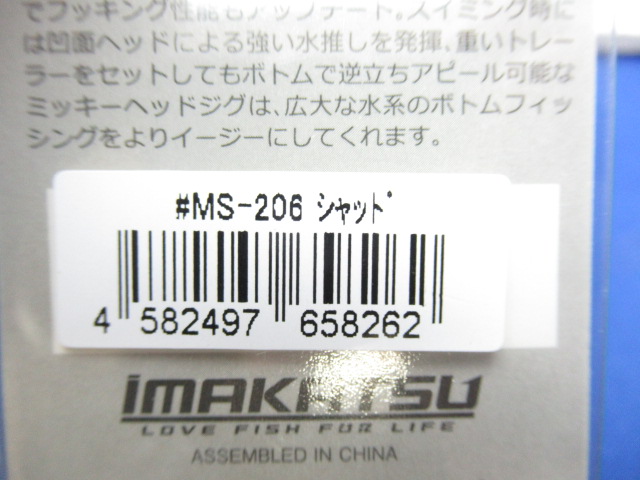 でフッキング性能もアップデート。スイミング時に
は凹面ヘッドによる強い水推しを発揮、重いトレー
ラーをセットしてもボトムで逆立ちアピール可能な
ミッキーヘッドジグは、広大な水系のボトムフィッ
シングをよりイージーにしてくれます。
#MS-206 シャッド
4 582497 658262
IMAKATSU
LOVE FISH FOR LIFE
ASSEMBLED IN CHINA